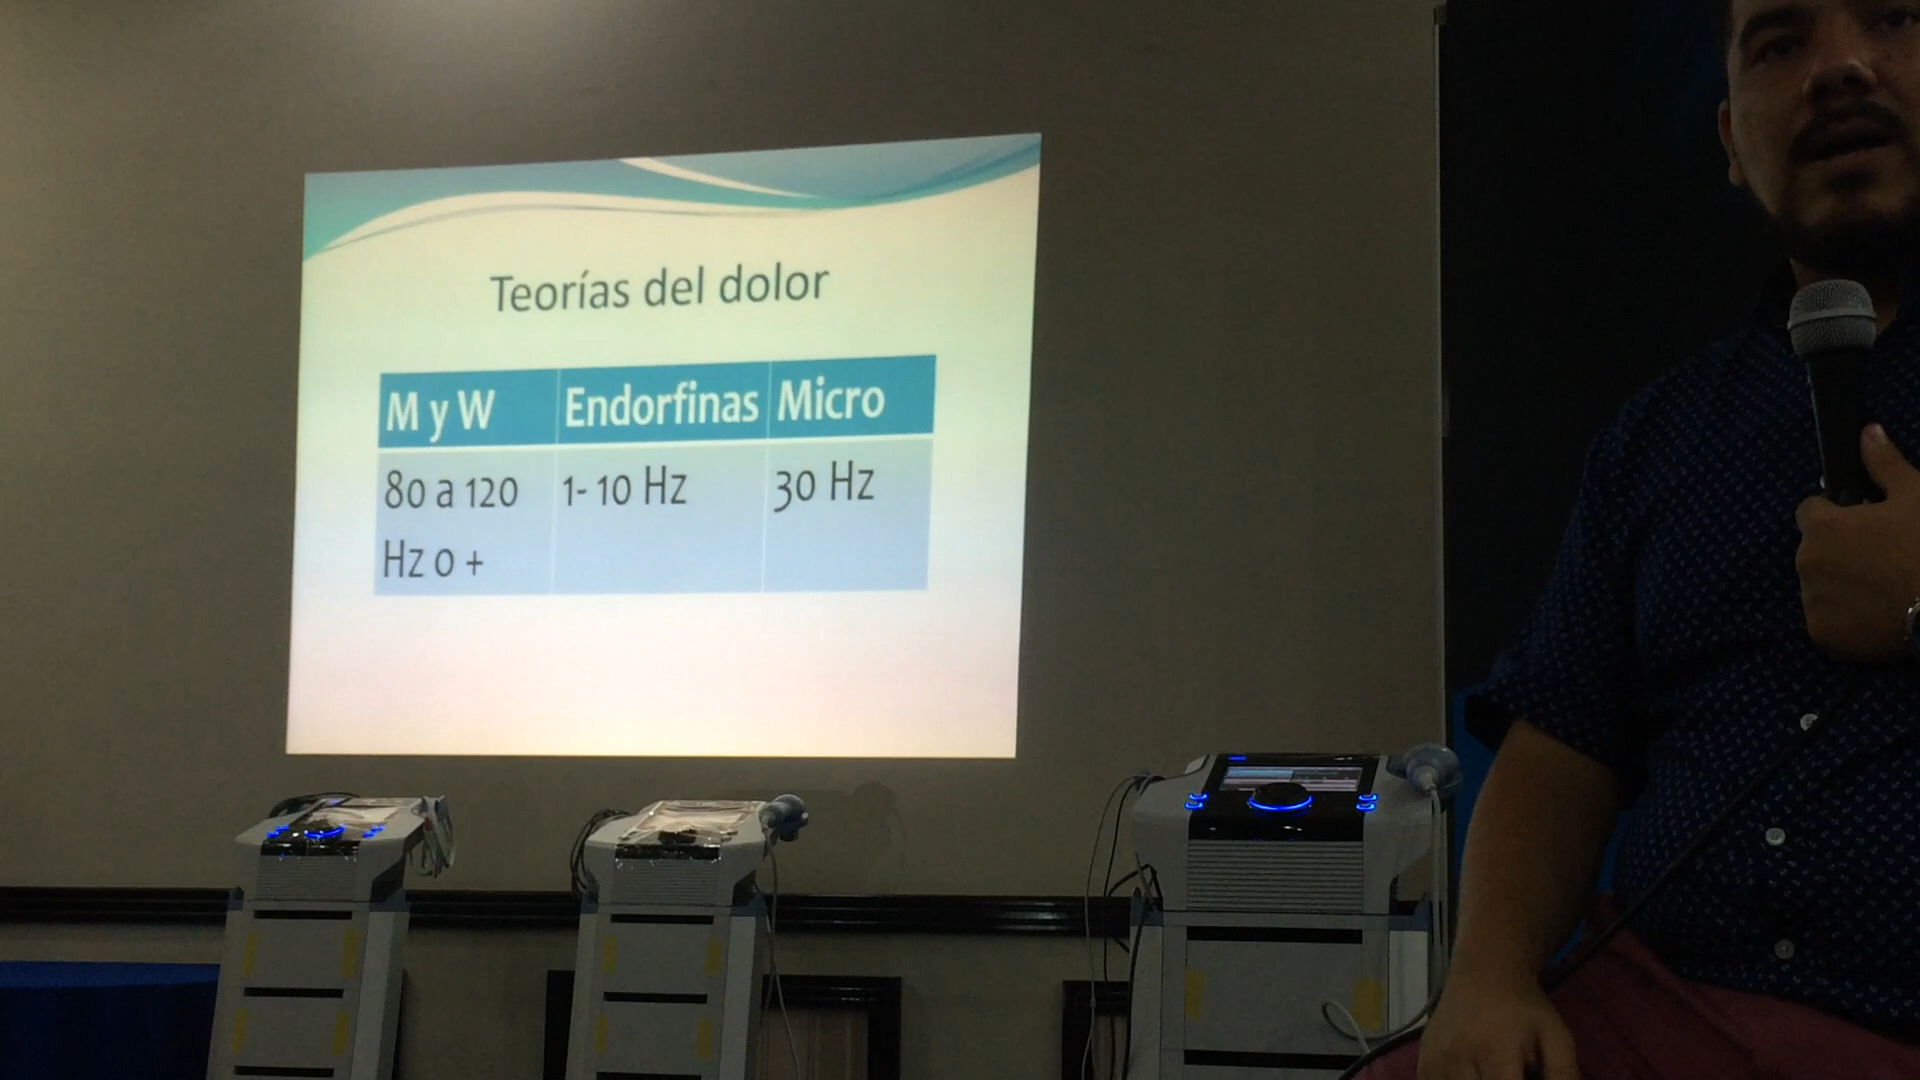 Teorías del dolor
M y W Endorfinas Micro
80 a 120 1- 10 Hz 30 Hz
Hz o +